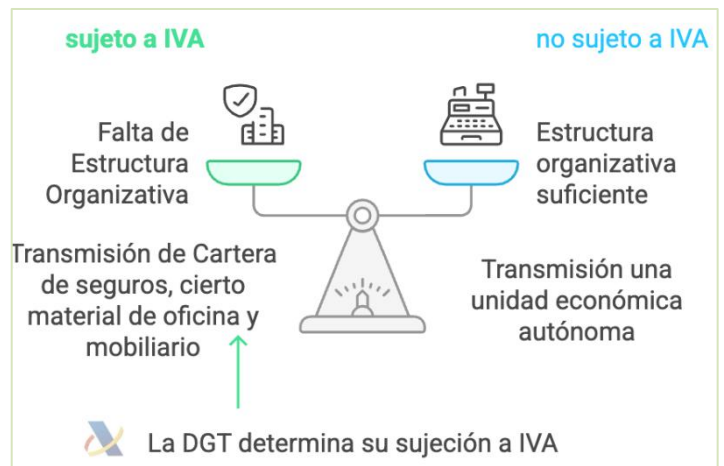 sujeto a IVA
no sujeto a IVA
Falta de
Estructura
Organizativa
Estructura
organizativa
suficiente
Transmisión de Cartera
de seguros, cierto
material de oficina y
mobiliario
Transmisión una
unidad económica
autónoma
La DGT determina su sujeción a IVA